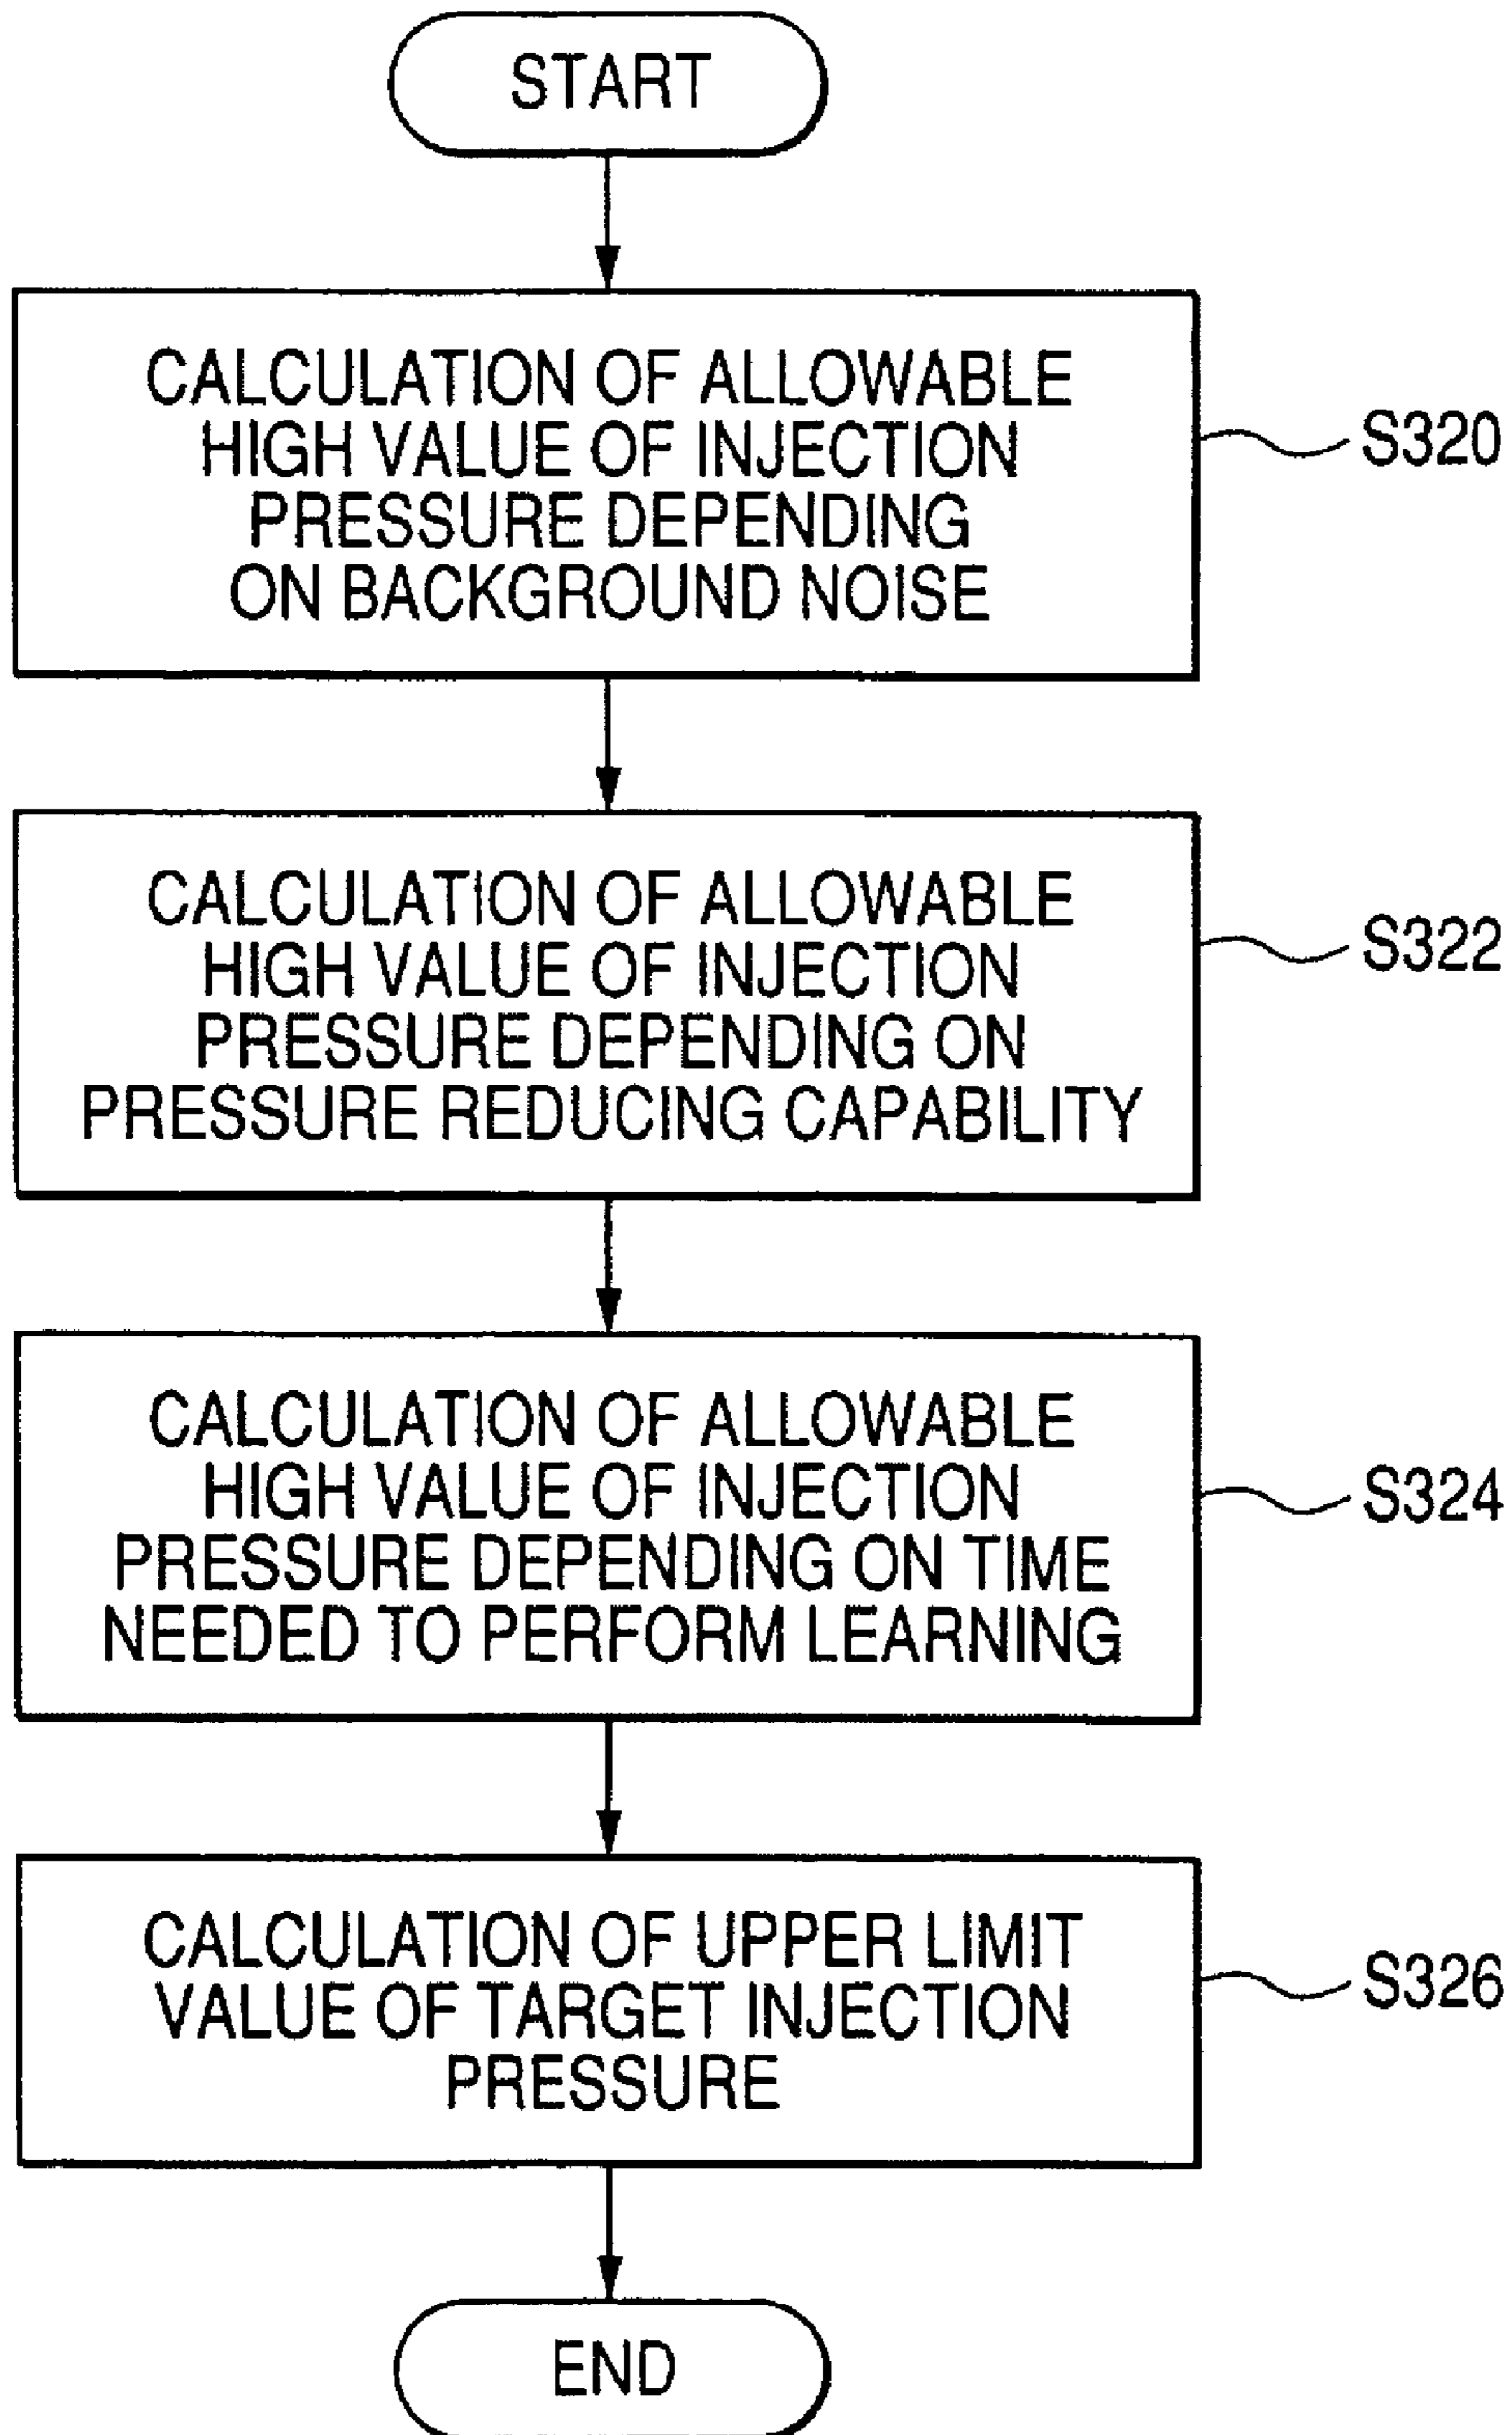 START
CALCULATION OF ALLOWABLE
HIGH VALUE OF INJECTION
PRESSURE DEPENDING
ON BACKGROUND NOISE
S320
CALCULATION OF ALLOWABLE
HIGH VALUE OF INJECTION
PRESSURE DEPENDING ON
PRESSURE REDUCING CAPABILITY
S322
CALCULATION OF ALLOWABLE
HIGH VALUE OF INJECTION
PRESSURE DEPENDING ON TIME
NEEDED TO PERFORM LEARNING
S324
CALCULATION OF UPPER LIMIT
VALUE OF TARGET INJECTION
PRESSURE
S326
END